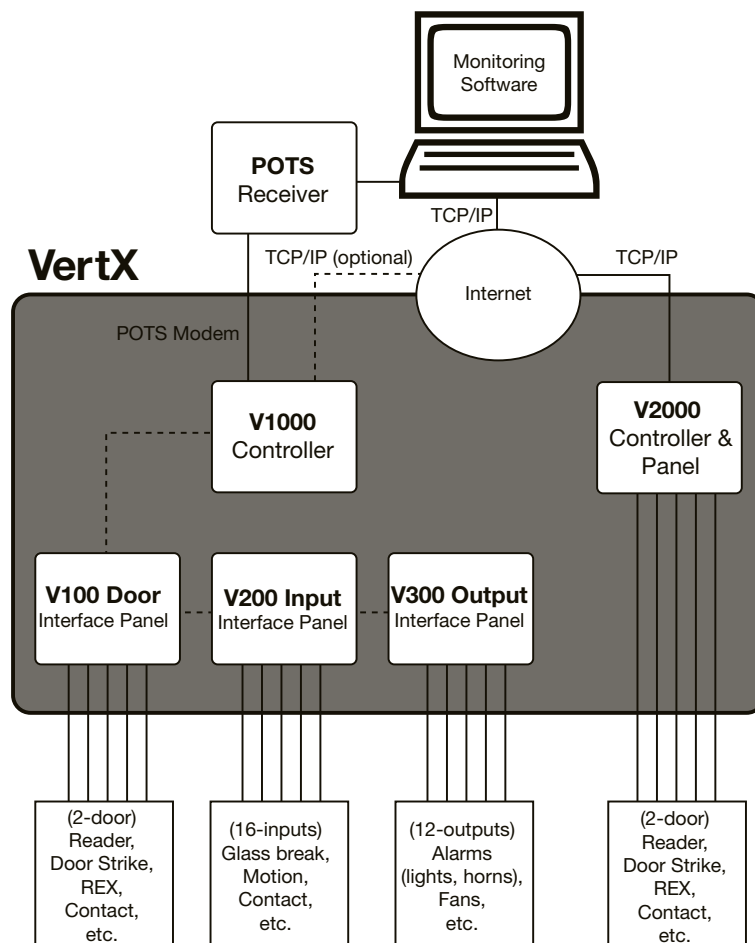 Monitoring
Software
POTS
Receiver
TCP/IP
VertX
TCP/IP (optional)
TCP/IP
Internet
POTS Modem
V1000
Controller
V2000
Controller &
Panel
V100 Door
Interface Panel
V200 Input
Interface Panel
V300 Output
Interface Panel
(2-door)
Reader,
Door Strike,
REX,
Contact,
etc.
(16-inputs)
Glass break,
Motion,
Contact,
etc.
(12-outputs)
Alarms
(lights, horns),
Fans,
etc.
(2-door)
Reader,
Door Strike,
REX,
Contact,
etc.